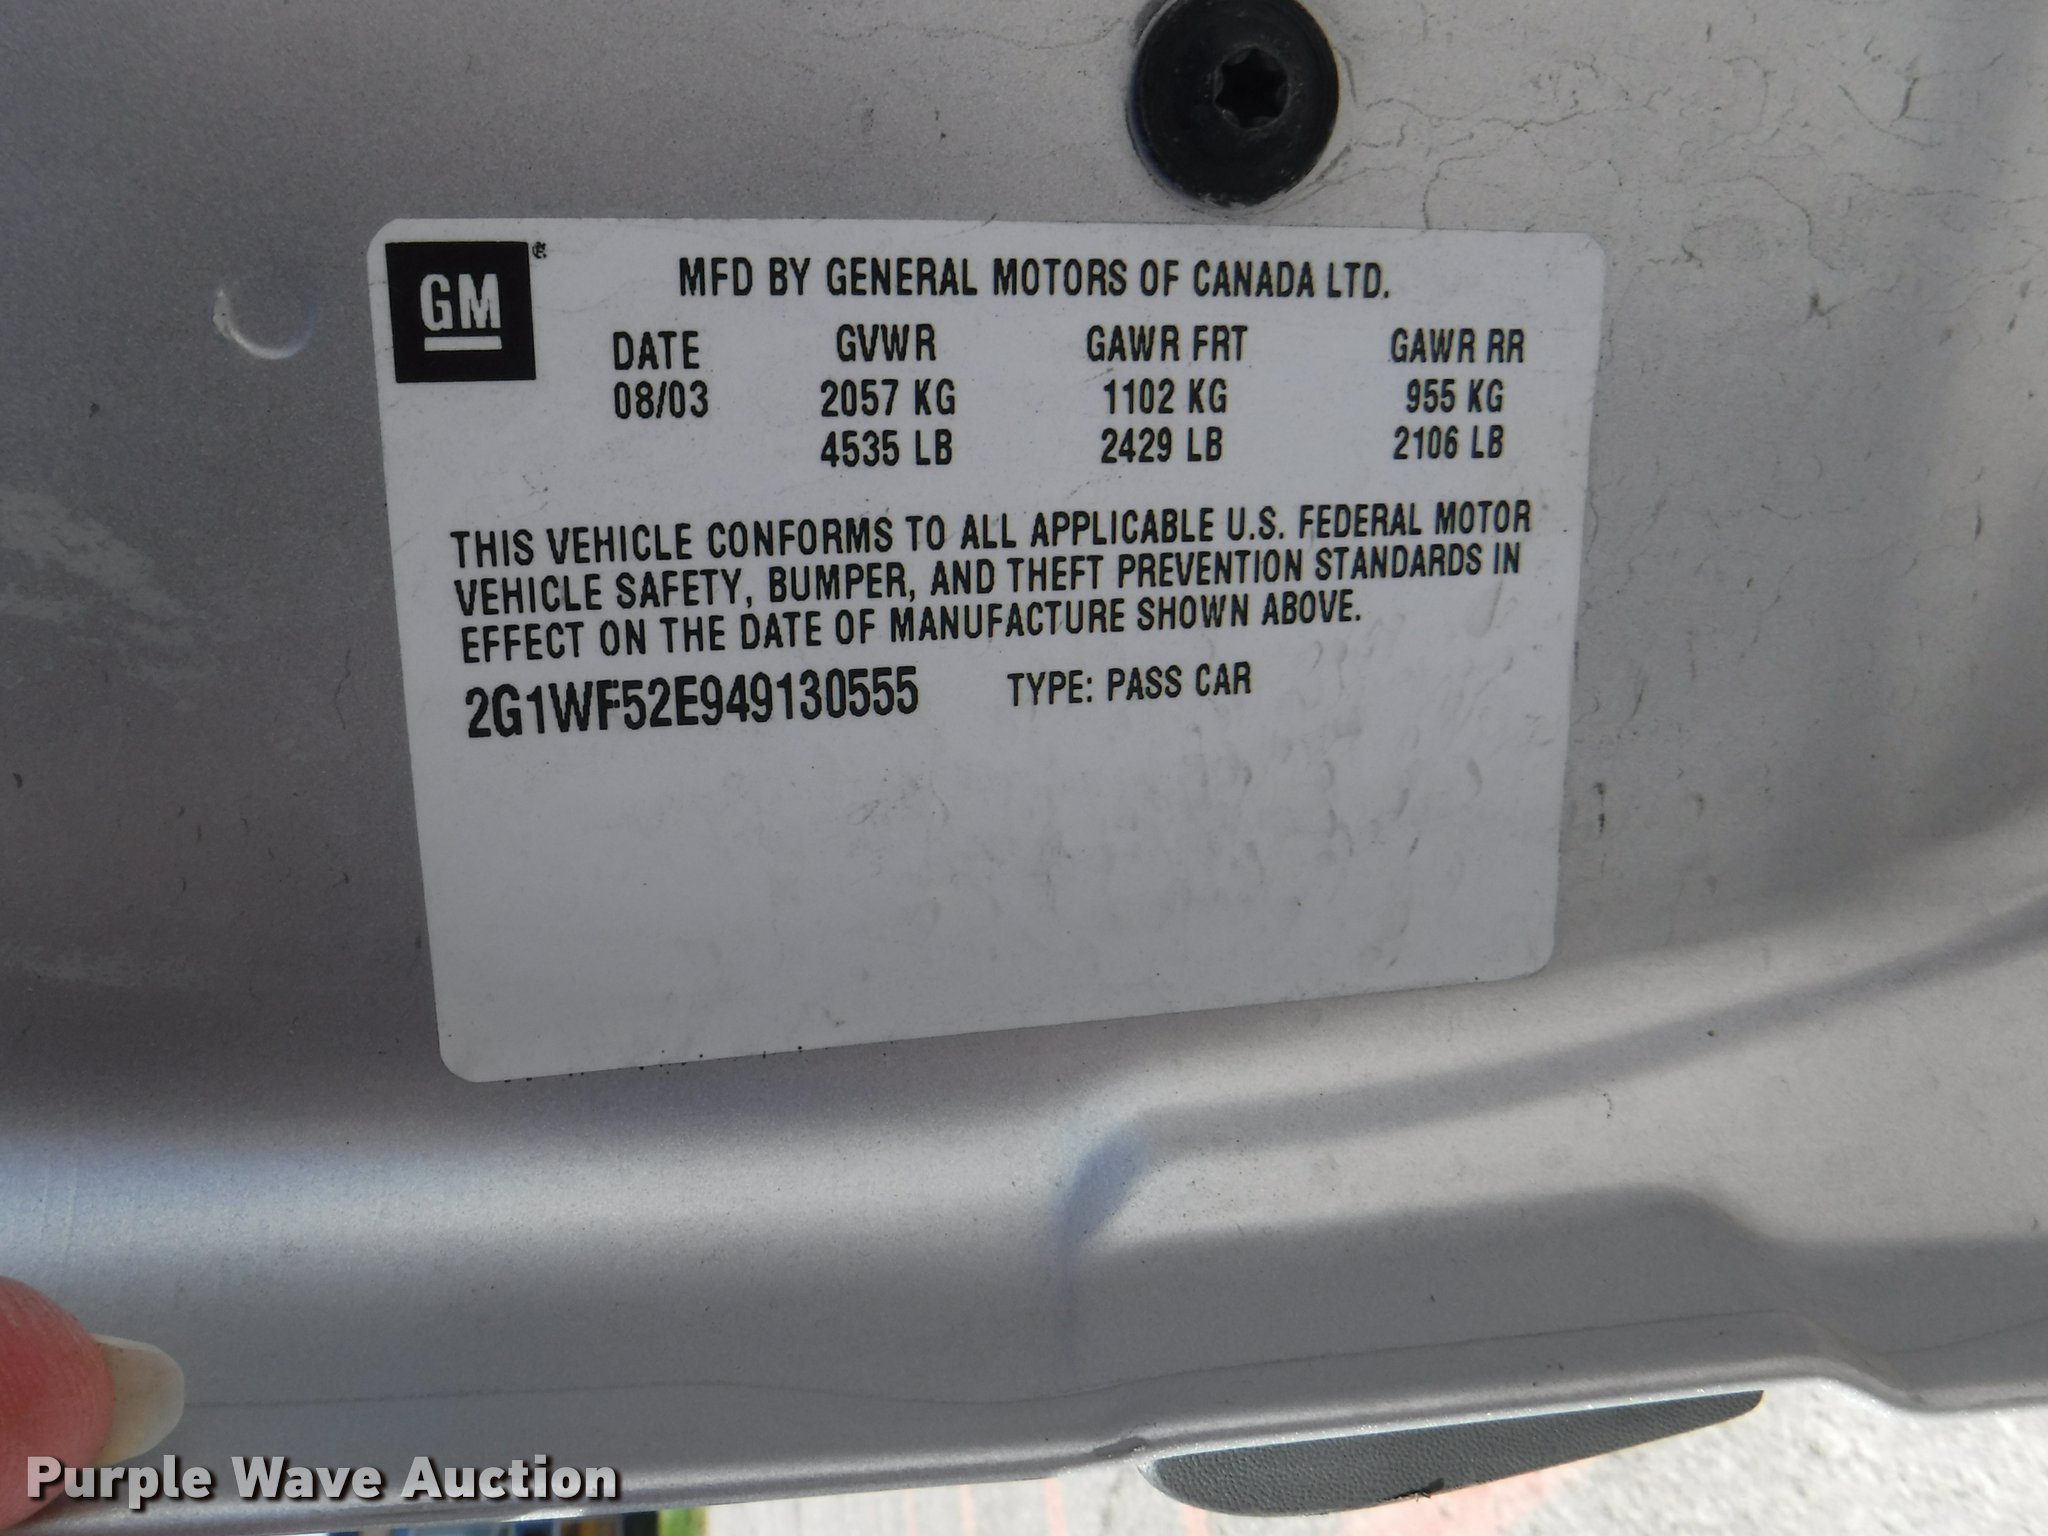 GM
MFD BY GENERAL MOTORS OF CANADA LTD.
DATE GVWR GAWR FRT GAWR RR
08/03 2057 KG 1102 KG 955 KG
4535 LB 2429 LB 2106 LB
THIS VEHICLE CONFORMS TO ALL APPLICABLE U.S. FEDERAL MOTOR
VEHICLE SAFETY, BUMPER, AND THEFT PREVENTION STANDARDS IN
EFFECT ON THE DATE OF MANUFACTURE SHOWN ABOVE.
2G1WF52E949130555 TYPE: PASS CAR
Purple Wave Auction